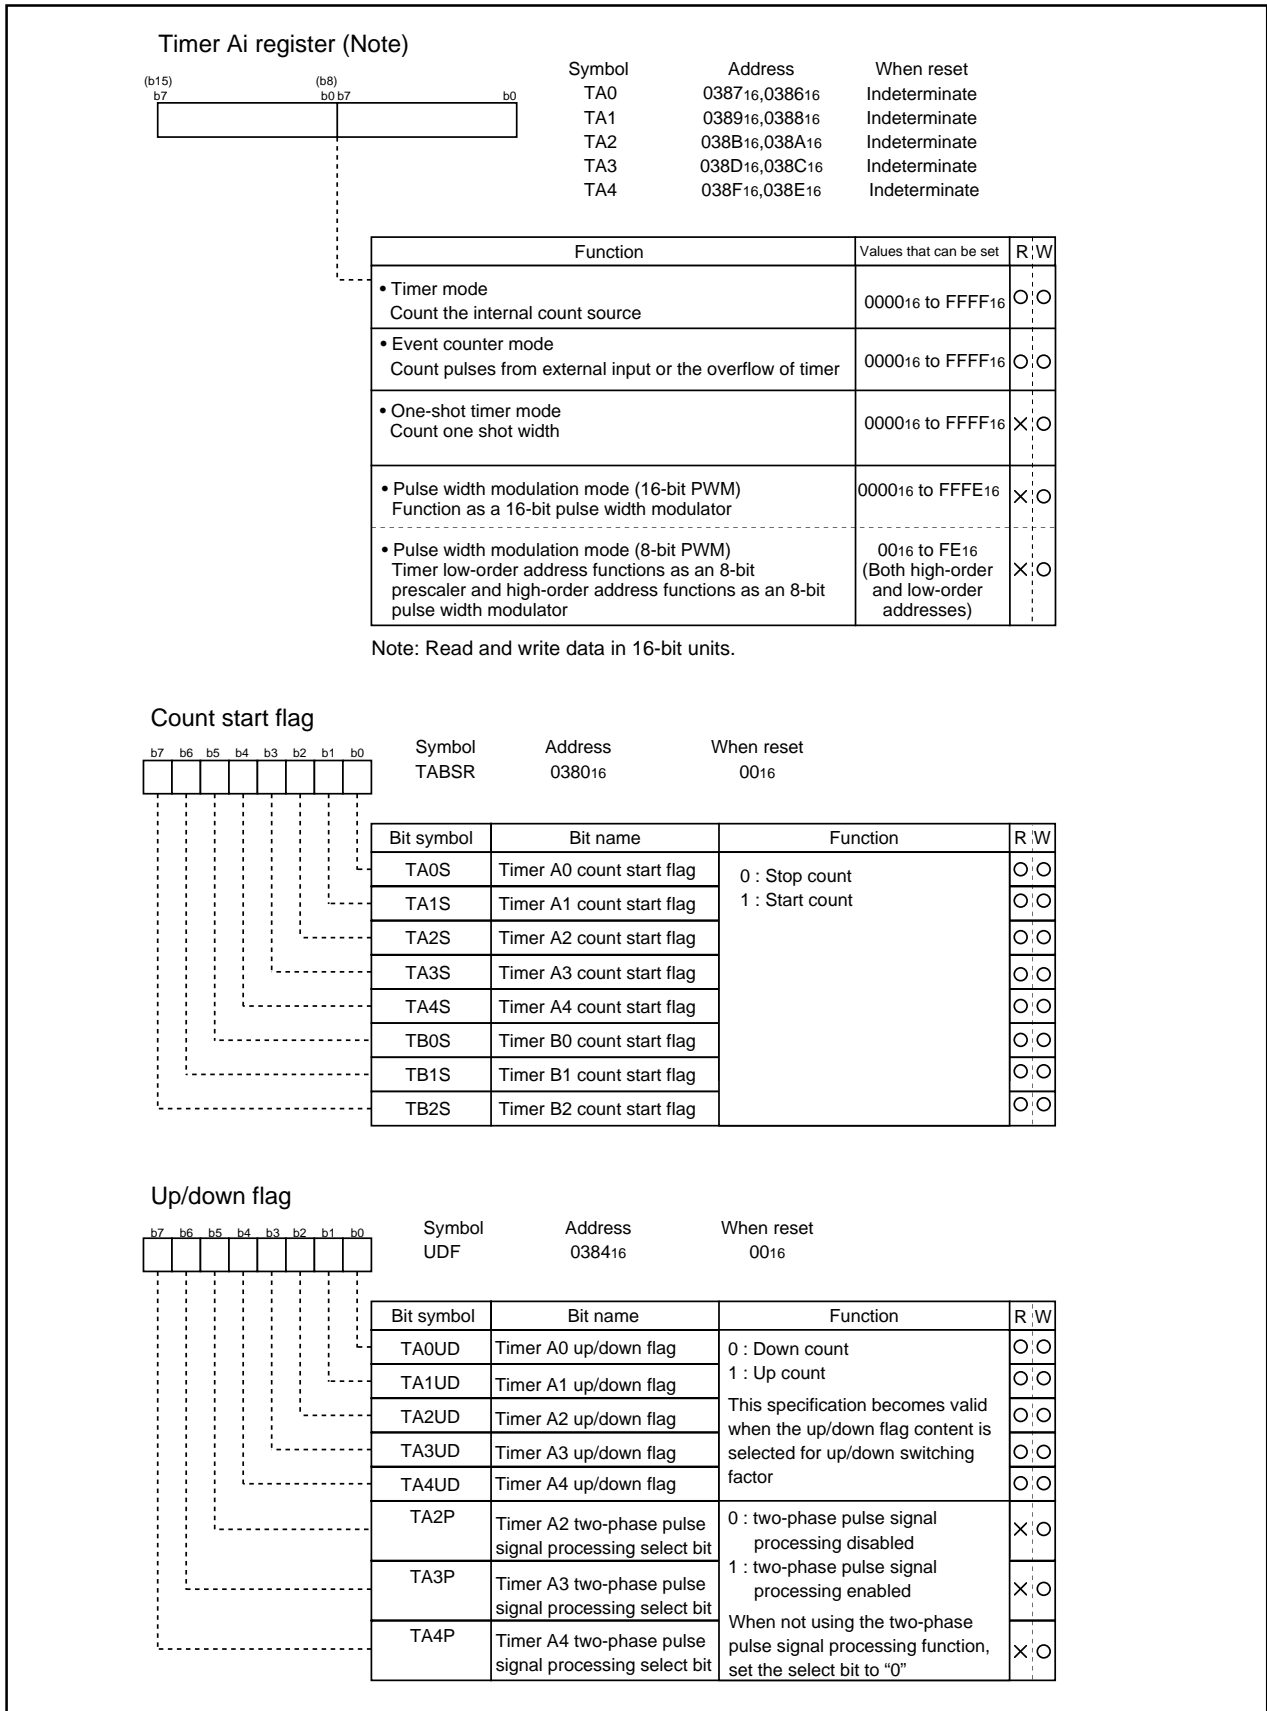 Timer Ai register (Note)
(b15) (b8)
b7 b0 b7 b0
Symbol Address When reset
TA0 038716,038616 Indeterminate
TA1 038916,038816 Indeterminate
TA2 038B16,038A16 Indeterminate
TA3 038D16,038C16 Indeterminate
TA4 038F16,038E16 Indeterminate
Function Values that can be set R W
• Timer mode
Count the internal count source 000016 to FFFF16
• Event counter mode
Count pulses from external input or the overflow of timer 000016 to FFFF16
• One-shot timer mode
Count one shot width 000016 to FFFF16
• Pulse width modulation mode (16-bit PWM) 000016 to FFFE16
Function as a 16-bit pulse width modulator
• Pulse width modulation mode (8-bit PWM) 0016 to FE16
Timer low-order address functions as an 8-bit (Both high-order
prescaler and high-order address functions as an 8-bit and low-order
pulse width modulator addresses)
Note: Read and write data in 16-bit units.
Count start flag
b7 b6 b5 b4 b3 b2 b1 b0
Symbol Address When reset
TABSR 038016 0016
Bit symbol Bit name Function R W
TA0S Timer A0 count start flag 0 : Stop count
TA1S Timer A1 count start flag 1 : Start count
TA2S Timer A2 count start flag
TA3S Timer A3 count start flag
TA4S Timer A4 count start flag
TB0S Timer B0 count start flag
TB1S Timer B1 count start flag
TB2S Timer B2 count start flag
Up/down flag
b7 b6 b5 b4 b3 b2 b1 b0
Symbol Address When reset
UDF 038416 0016
Bit symbol Bit name Function R W
TA0UD Timer A0 up/down flag 0 : Down count
TA1UD Timer A1 up/down flag 1 : Up count
TA2UD Timer A2 up/down flag This specification becomes valid
when the up/down flag content is
TA3UD Timer A3 up/down flag selected for up/down switching
TA4UD Timer A4 up/down flag factor
TA2P Timer A2 two-phase pulse 0 : two-phase pulse signal
signal processing select bit processing disabled
TA3P Timer A3 two-phase pulse 1 : two-phase pulse signal
signal processing select bit processing enabled
TA4P Timer A4 two-phase pulse When not using the two-phase
signal processing select bit pulse signal processing function,
set the select bit to “0”